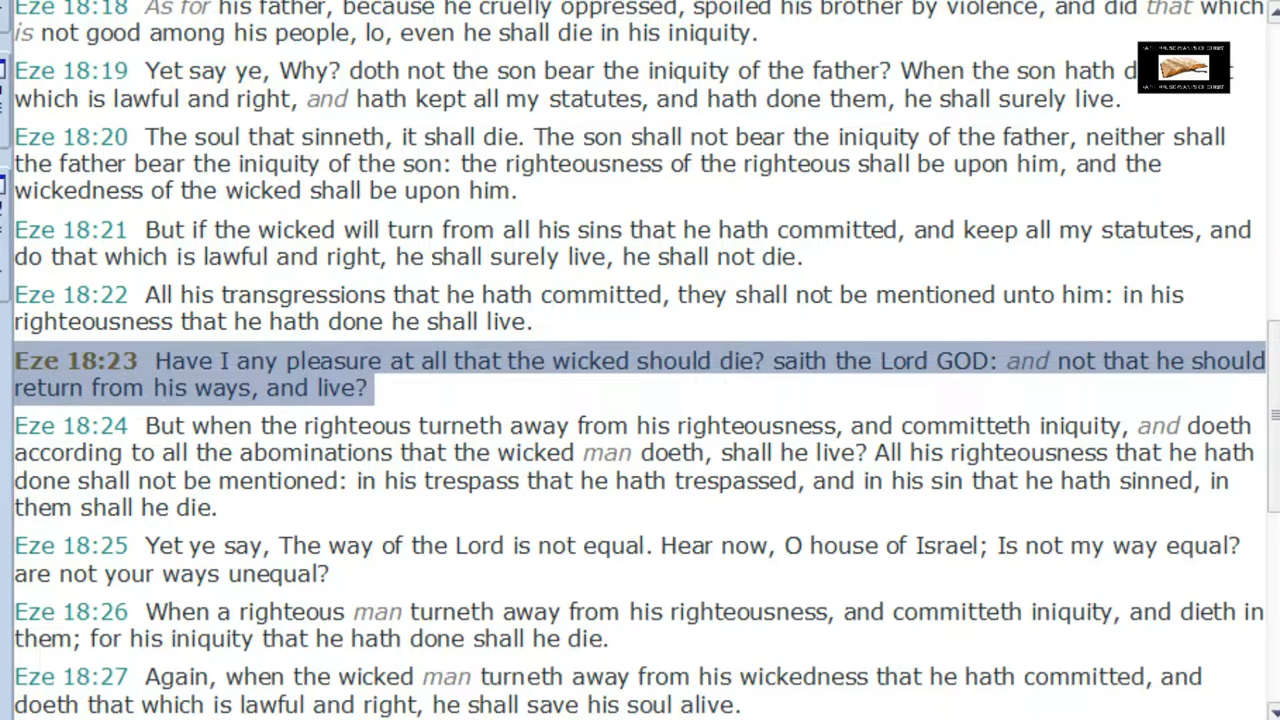 Eze 18:18 As for his father, because he cruelly oppressed, spoiled his brother by violence, and did that which
is not good among his people, lo, even he shall die in his iniquity.
Eze 18:19 Yet say ye, Why? doth not the son bear the iniquity of the father? When the son hath
which is lawful and right, and hath kept all my statutes, and hath done them, he shall surely live.
Eze 18:20 The soul that sinneth, it shall die. The son shall not bear the iniquity of the father, neither shall
the father bear the iniquity of the son: the righteousness of the righteous shall be upon him, and the
wickedness of the wicked shall be upon him.
Eze 18:21 But if the wicked will turn from all his sins that he hath committed, and keep all my statutes, and
do that which is lawful and right, he shall surely live, he shall not die.
Eze 18:22 All his transgressions that he hath committed, they shall not be mentioned unto him: in his
righteousness that he hath done he shall live.
Eze 18:23 Have I any pleasure at all that the wicked should die? saith the Lord GOD: and not that he should
return from his ways, and live?
Eze 18:24 But when the righteous turneth away from his righteousness, and committeth iniquity, and doeth
according to all the abominations that the wicked man doeth, shall he live? All his righteousness that he hath
done shall not be mentioned: in his trespass that he hath trespassed, and in his sin that he hath sinned, in
them shall he die.
Eze 18:25 Yet ye say, The way of the Lord is not equal. Hear now, O house of Israel; Is not my way equal?
are not your ways unequal?
Eze 18:26 When a righteous man turneth away from his righteousness, and committeth iniquity, and dieth in
them; for his iniquity that he hath done shall he die.
Eze 18:27 Again, when the wicked man turneth away from his wickedness that he hath committed, and
doeth that which is lawful and right, he shall save his soul alive.